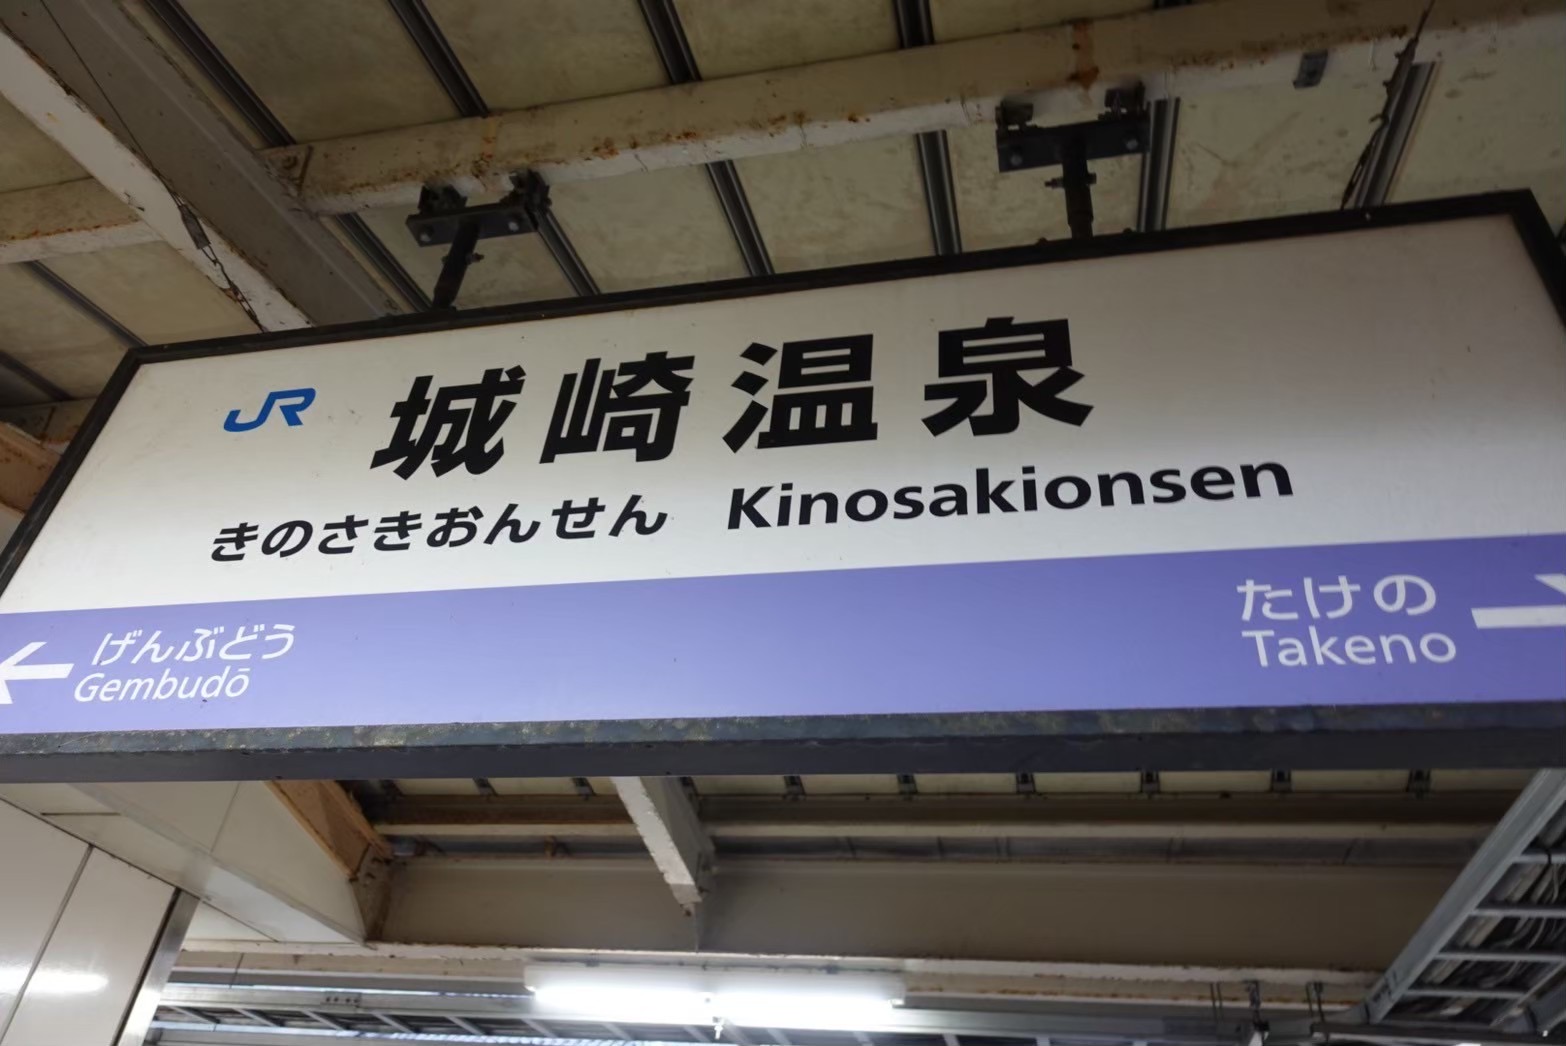 JR 城崎温泉
きのさきおんせん Kinosakionsen
げんぶどう
Gembudō
たけの
Takeno